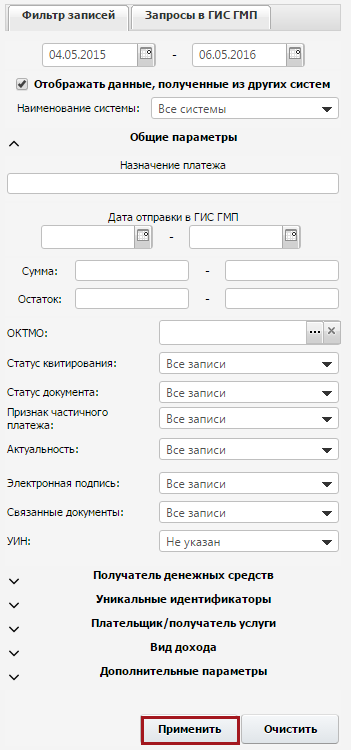 Фильтр записей Запросы в ГИС ГМП
04.05.2015 - 06.05.2016
Отображать данные, полученные из других систем
Наименование системы: Все системы
Общие параметры
Назначение платежа
Дата отправки в ГИС ГМП
-
Сумма: -
Остаток: -
ОКТМО: ... ×
Статус квитирования: Все записи
Статус документа: Все записи
Признак частичного
платежа: Все записи
Актуальность: Все записи
Электронная подпись: Все записи
Связанные документы: Все записи
УИН: Не указан
Получатель денежных средств
Уникальные идентификаторы
Плательщик/получатель услуги
Вид дохода
Дополнительные параметры
Применить Очистить